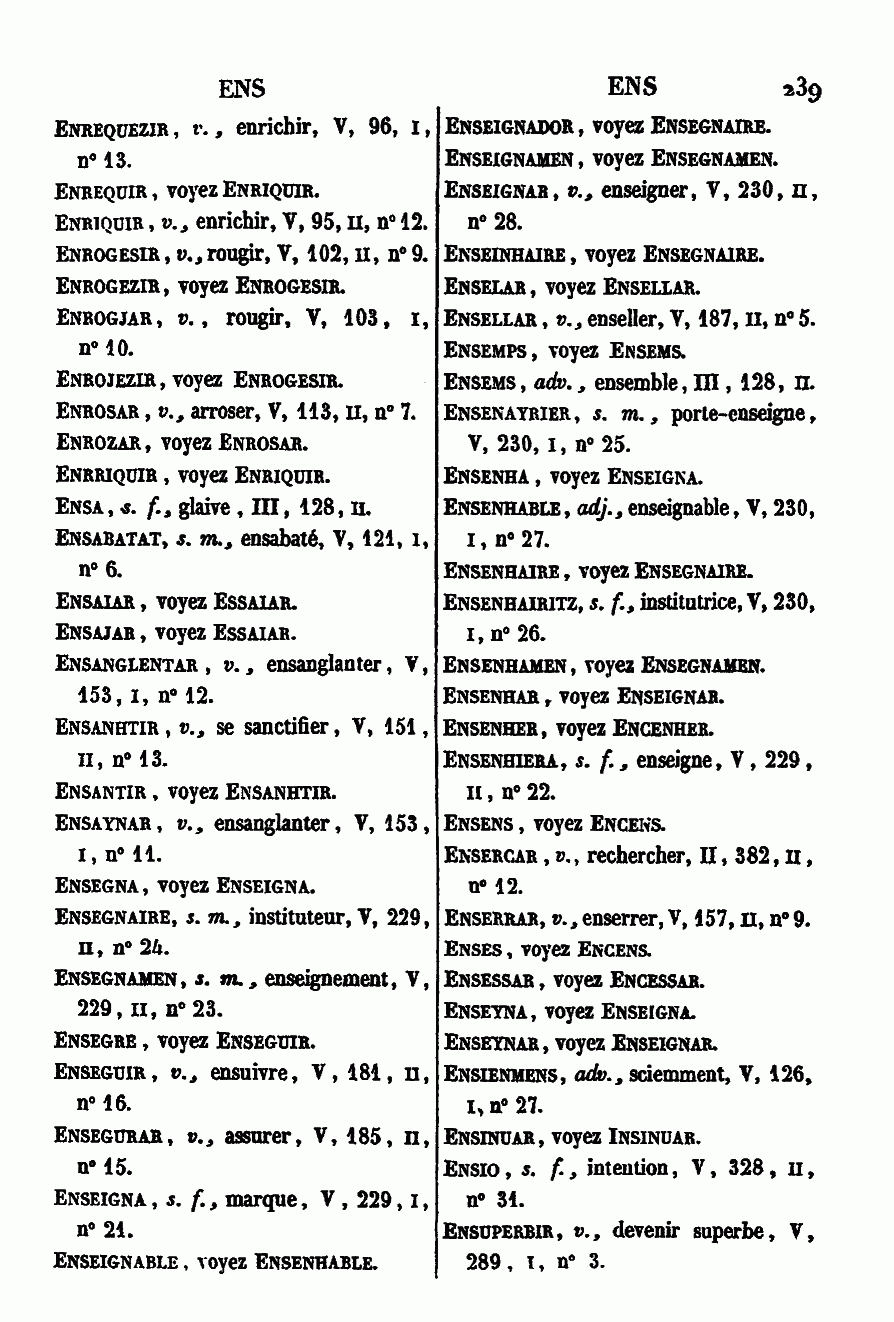 ENS
ENS 239
ENREQUEZIR, v., enrichir, V, 96, I,
n° 13.
ENREQUIR, voyez ENRIQUIR.
ENRIQUIR, v., enrichir, V, 95, II, n° 12.
ENROGESIR, v., rougir, V, 102, II, n° 9.
ENROGEZIR, voyez ENROGESIR.
ENROGJAR, v., rougir, V, 103, I,
n° 10.
ENROJEZIR, voyez ENROGESIR.
ENROSAR, v., arroser, V, 113, II, n° 7.
ENROZAR, voyez ENROSAR.
ENRRIQUIR, voyez ENRIQUIR.
ENSA, s. f., glaive, III, 128, II.
ENSABATAT, s. m., ensabaté, V, 121, I,
n° 6.
ENSAIAR, voyez ESSAIAR.
ENSAJAR, voyez ESSAIAR.
ENSANGLENTAR, v., ensanglanter, V,
153, I, n° 12.
ENSANHTIR, v., se sanctifier, V, 151,
II, n° 13.
ENSANTIR, voyez ENSANHTIR.
ENSAYNAR, v., ensanglanter, V, 153,
I, n° 11.
ENSEGNA, voyez ENSEIGNA.
ENSEGNAIRE, s. m., instituteur, V, 229,
II, n° 24.
ENSEGNAMEN, s. m., enseignement, V,
229, II, n° 23.
ENSEGRE, voyez ENSEGUIR.
ENSEGUIR, v., ensuivre, V, 181, II,
n° 16.
ENSEGURAR, v., assurer, V, 185, II,
n° 15.
ENSEIGNA, s. f., marque, V, 229, I,
n° 21.
ENSEIGNABLE, voyez ENSENHABLE.
ENSEIGNADOR, voyez ENSEGNAIRE.
ENSEIGNAMEN, voyez ENSEGNAMEN.
ENSEIGNAR, v., enseigner, V, 230, II,
n° 28.
ENSEINHAIRE, voyez ENSEGNAIRE.
ENSELAR, voyez ENSELLAR.
ENSELLAR, v., enseller, V, 187, II, n° 5.
ENSEMPS, voyez ENSEMS.
ENSEMS, adv., ensemble, III, 128, II.
ENSENAYRIER, s. m., porte-enseigne,
V, 230, I, n° 25.
ENSENHA, voyez ENSEIGNA.
ENSENHABLE, adj., enseignable, V, 230,
I, n° 27.
ENSENHAIRE, voyez ENSEGNAIRE.
ENSENHAIRITZ, s. f., institutrice, V, 230,
I, n° 26.
ENSENHAMEN, voyez ENSEGNAMEN.
ENSENHAR, voyez ENSEIGNAR.
ENSENHER, voyez ENCENHER.
ENSENHIERA, s. f., enseigne, V, 229,
II, n° 22.
ENSENS, voyez ENCENS.
ENSERCAR, v., rechercher, II, 382, II,
n° 12.
ENSERRAR, v., enserrer, V, 157, II, n° 9.
ENSES, voyez ENCENS.
ENSESSAR, voyez ENCESSAR.
ENSEYNA, voyez ENSEIGNA.
ENSEYNAR, voyez ENSEIGNAR.
ENSIENMENS, adv., sciemment, V, 126,
I, n° 27.
ENSINUAR, voyez INSINUAR.
ENSIO, s. f., intention, V, 328, II,
n° 31.
ENSUPERBIR, v., devenir superbe, V,
289, I, n° 3.